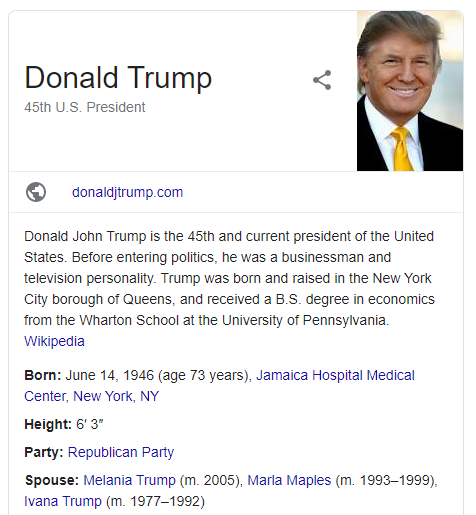 Donald Trump
45th U.S. President
donaldjtrump.com
Donald John Trump is the 45th and current president of the United
States. Before entering politics, he was a businessman and
television personality. Trump was born and raised in the New York
City borough of Queens, and received a B.S. degree in economics
from the Wharton School at the University of Pennsylvania.
Wikipedia
Born: June 14, 1946 (age 73 years), Jamaica Hospital Medical
Center, New York, NY
Height: 6′ 3″
Party: Republican Party
Spouse: Melania Trump (m. 2005), Marla Maples (m. 1993–1999),
Ivana Trump (m. 1977–1992)